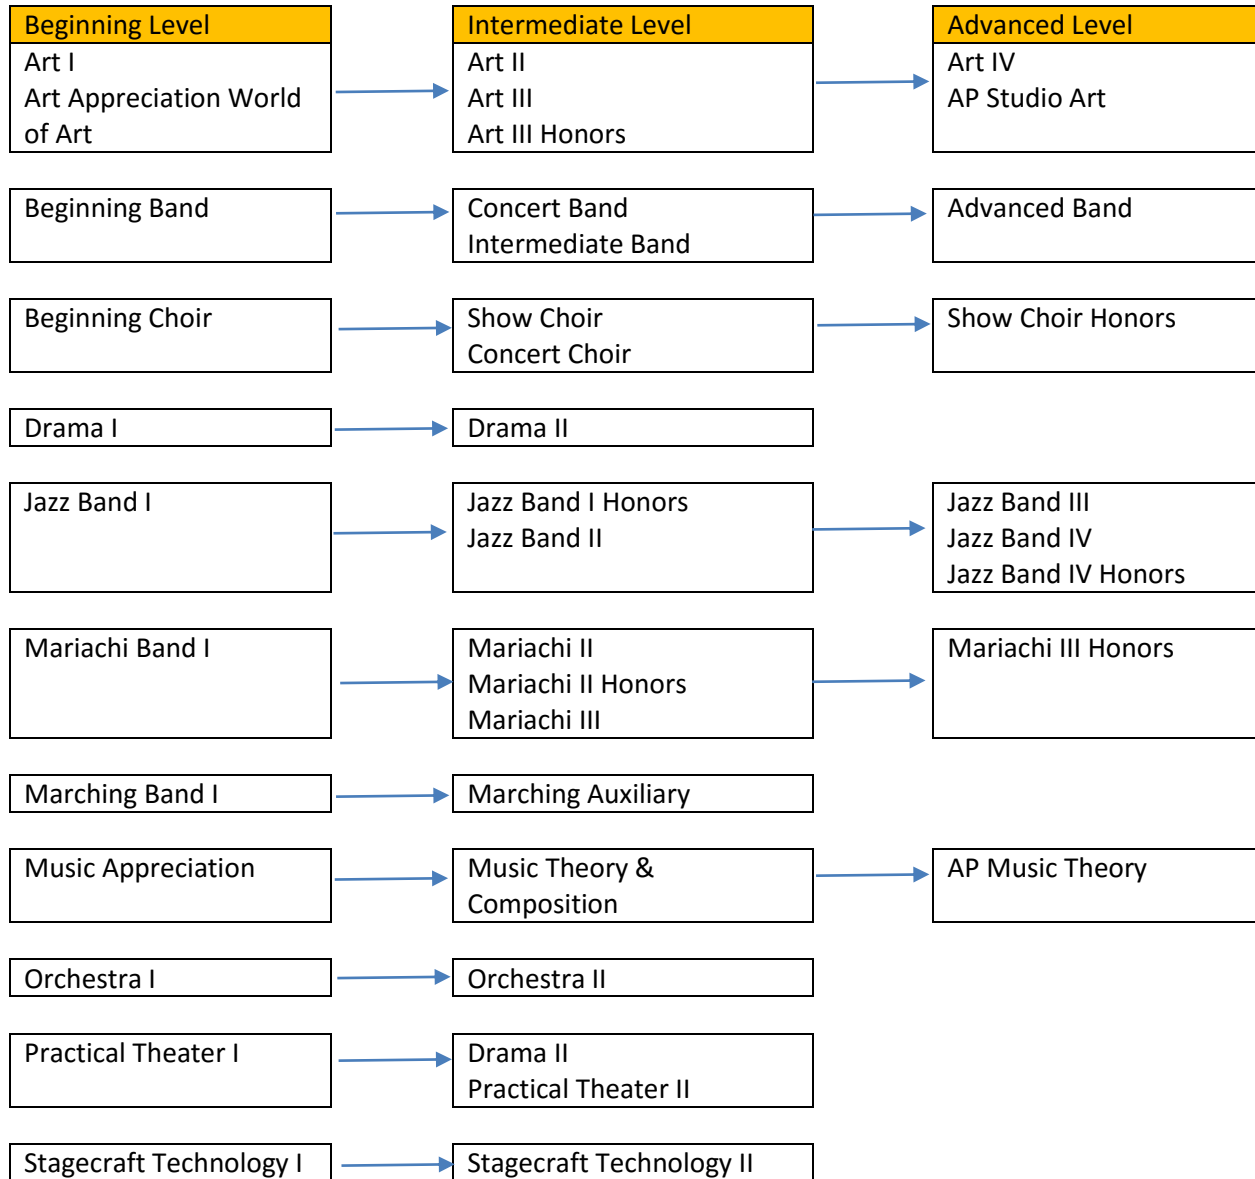 Beginning Level
Intermediate Level
Advanced Level
Art I
Art Appreciation World
of Art
Art II
Art III
Art III Honors
Art IV
AP Studio Art
Beginning Band
Concert Band
Intermediate Band
Advanced Band
Beginning Choir
Show Choir
Concert Choir
Show Choir Honors
Drama I
Drama II
Jazz Band I
Jazz Band I Honors
Jazz Band II
Jazz Band III
Jazz Band IV
Jazz Band IV Honors
Mariachi Band I
Mariachi II
Mariachi II Honors
Mariachi III
Mariachi III Honors
Marching Band I
Marching Auxiliary
Music Appreciation
Music Theory &
Composition
AP Music Theory
Orchestra I
Orchestra II
Practical Theater I
Drama II
Practical Theater II
Stagecraft Technology I
Stagecraft Technology II